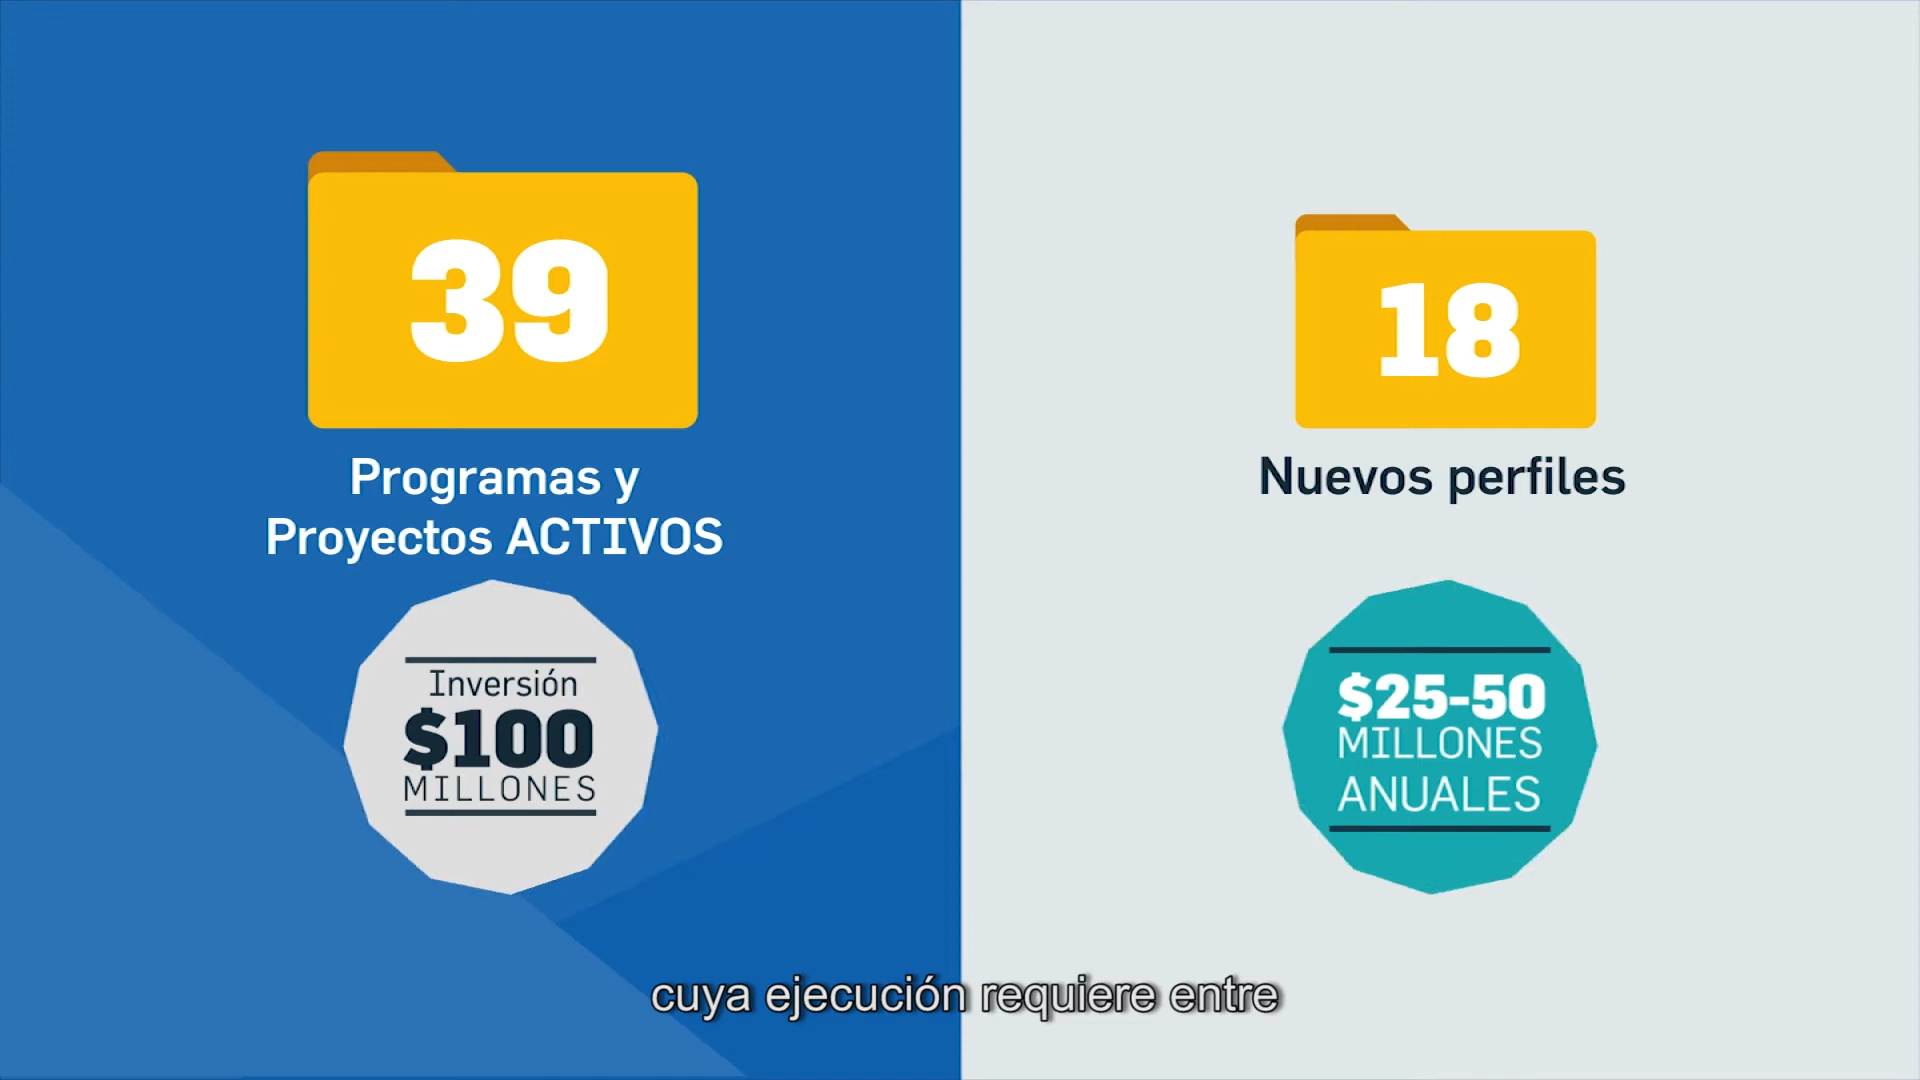 39
Programas y
Proyectos ACTIVOS
Inversión
$100
MILLONES
18
Nuevos perfiles
$25-50
MILLONES
ANUALES
cuya ejecución requiere entre